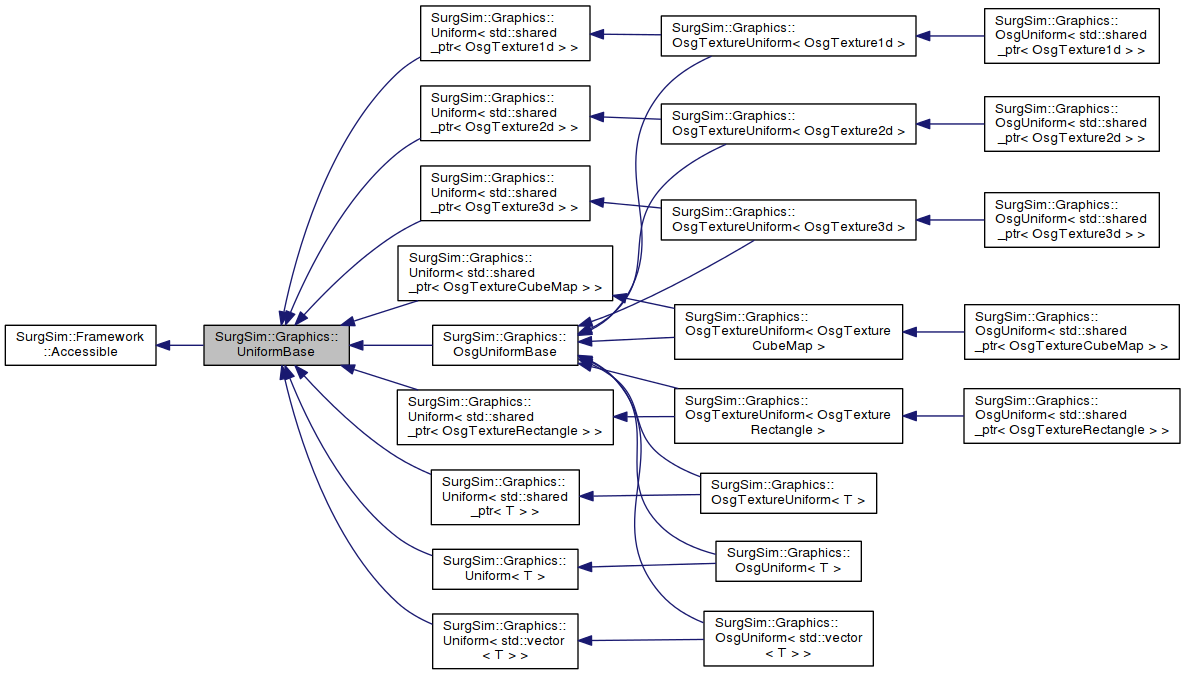 SurgSim::Framework
::Accessible
SurgSim::Graphics::
UniformBase
SurgSim::Graphics::
Uniform< std::shared
_ptr< OsgTexture1d > >
SurgSim::Graphics::
Uniform< std::shared
_ptr< OsgTexture2d > >
SurgSim::Graphics::
Uniform< std::shared
_ptr< OsgTexture3d > >
SurgSim::Graphics::
Uniform< std::shared
_ptr< OsgTextureCubeMap > >
SurgSim::Graphics::
OsgUniformBase
SurgSim::Graphics::
Uniform< std::shared
_ptr< OsgTextureRectangle > >
SurgSim::Graphics::
Uniform< std::shared
_ptr< T > >
SurgSim::Graphics::
Uniform< T >
SurgSim::Graphics::
Uniform< std::vector
< T > >
SurgSim::Graphics::
OsgTextureUniform< OsgTexture1d >
SurgSim::Graphics::
OsgTextureUniform< OsgTexture2d >
SurgSim::Graphics::
OsgTextureUniform< OsgTexture3d >
SurgSim::Graphics::
OsgTextureUniform< OsgTexture
CubeMap >
SurgSim::Graphics::
OsgTextureUniform< OsgTexture
Rectangle >
SurgSim::Graphics::
OsgTextureUniform< T >
SurgSim::Graphics::
OsgUniform< T >
SurgSim::Graphics::
OsgUniform< std::vector
< T > >
SurgSim::Graphics::
OsgUniform< std::shared
_ptr< OsgTexture1d > >
SurgSim::Graphics::
OsgUniform< std::shared
_ptr< OsgTexture2d > >
SurgSim::Graphics::
OsgUniform< std::shared
_ptr< OsgTexture3d > >
SurgSim::Graphics::
OsgUniform< std::shared
_ptr< OsgTextureCubeMap > >
SurgSim::Graphics::
OsgUniform< std::shared
_ptr< OsgTextureRectangle > >